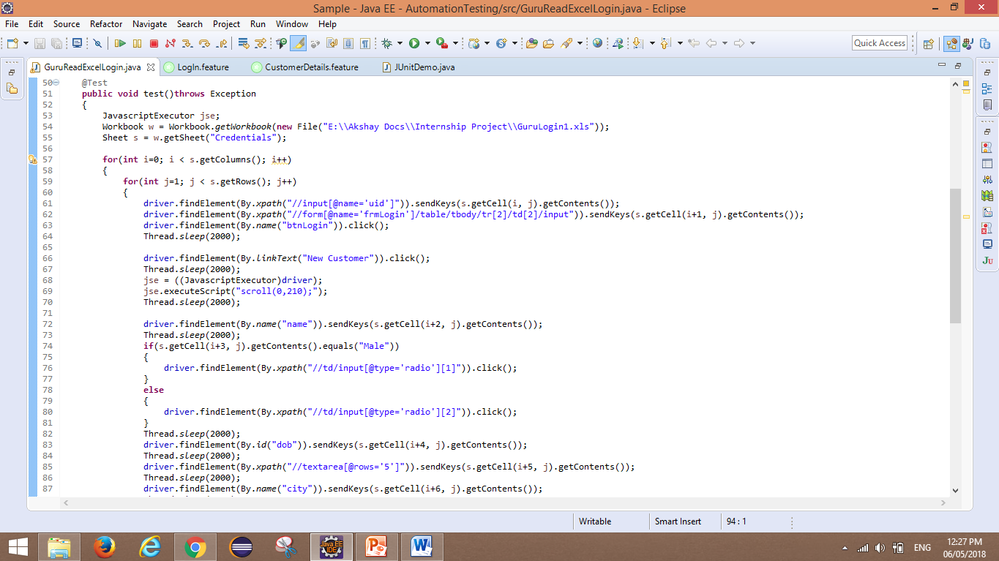 Sample - Java EE - AutomationTesting/src/GuruReadExcelLogin.java - Eclipse
File Edit Source Refactor Navigate Search Project Run Window Help
Quick Access
GuruReadExcelLogin.java LogIn.feature CustomerDetails.feature JUnitDemo.java
50 @Test
51 public void test()throws Exception
52 {
53 JavascriptExecutor jse;
54 Workbook w = Workbook.getWorkbook(new File("E:\\Akshay Docs\\Internship Project\\GuruLogin1.xls"));
55 Sheet s = w.getSheet("Credentials");
56
57 for(int i=0; i < s.getColumns(); i++)
58 {
59 for(int j=1; j < s.getRows(); j++)
60 {
61 driver.findElement(By.xpath("//input[@name='uid']")).sendKeys(s.getCell(i, j).getContents());
62 driver.findElement(By.xpath("//form[@name='frmLogin']/table/tbody/tr[2]/td[2]/input")).sendKeys(s.getCell(i+1, j).getContents());
63 driver.findElement(By.name("btnLogin")).click();
64 Thread.sleep(2000);
65
66 driver.findElement(By.linkText("New Customer")).click();
67 Thread.sleep(2000);
68 jse = ((JavascriptExecutor)driver);
69 jse.executeScript("scroll(0,210);");
70 Thread.sleep(2000);
71
72 driver.findElement(By.name("name")).sendKeys(s.getCell(i+2, j).getContents());
73 Thread.sleep(2000);
74 if(s.getCell(i+3, j).getContents().equals("Male"))
75 {
76 driver.findElement(By.xpath("//td/input[@type='radio'][1]")).click();
77 }
78 else
79 {
80 driver.findElement(By.xpath("//td/input[@type='radio'][2]")).click();
81 }
82 Thread.sleep(2000);
83 driver.findElement(By.id("dob")).sendKeys(s.getCell(i+4, j).getContents());
84 Thread.sleep(2000);
85 driver.findElement(By.xpath("//textarea[@rows='5']")).sendKeys(s.getCell(i+5, j).getContents());
86 Thread.sleep(2000);
87 driver.findElement(By.name("city")).sendKeys(s.getCell(i+6, j).getContents());
Ju
Writable Smart Insert 94 : 1
Java EE IDE
ENG
12:27 PM
06/05/2018